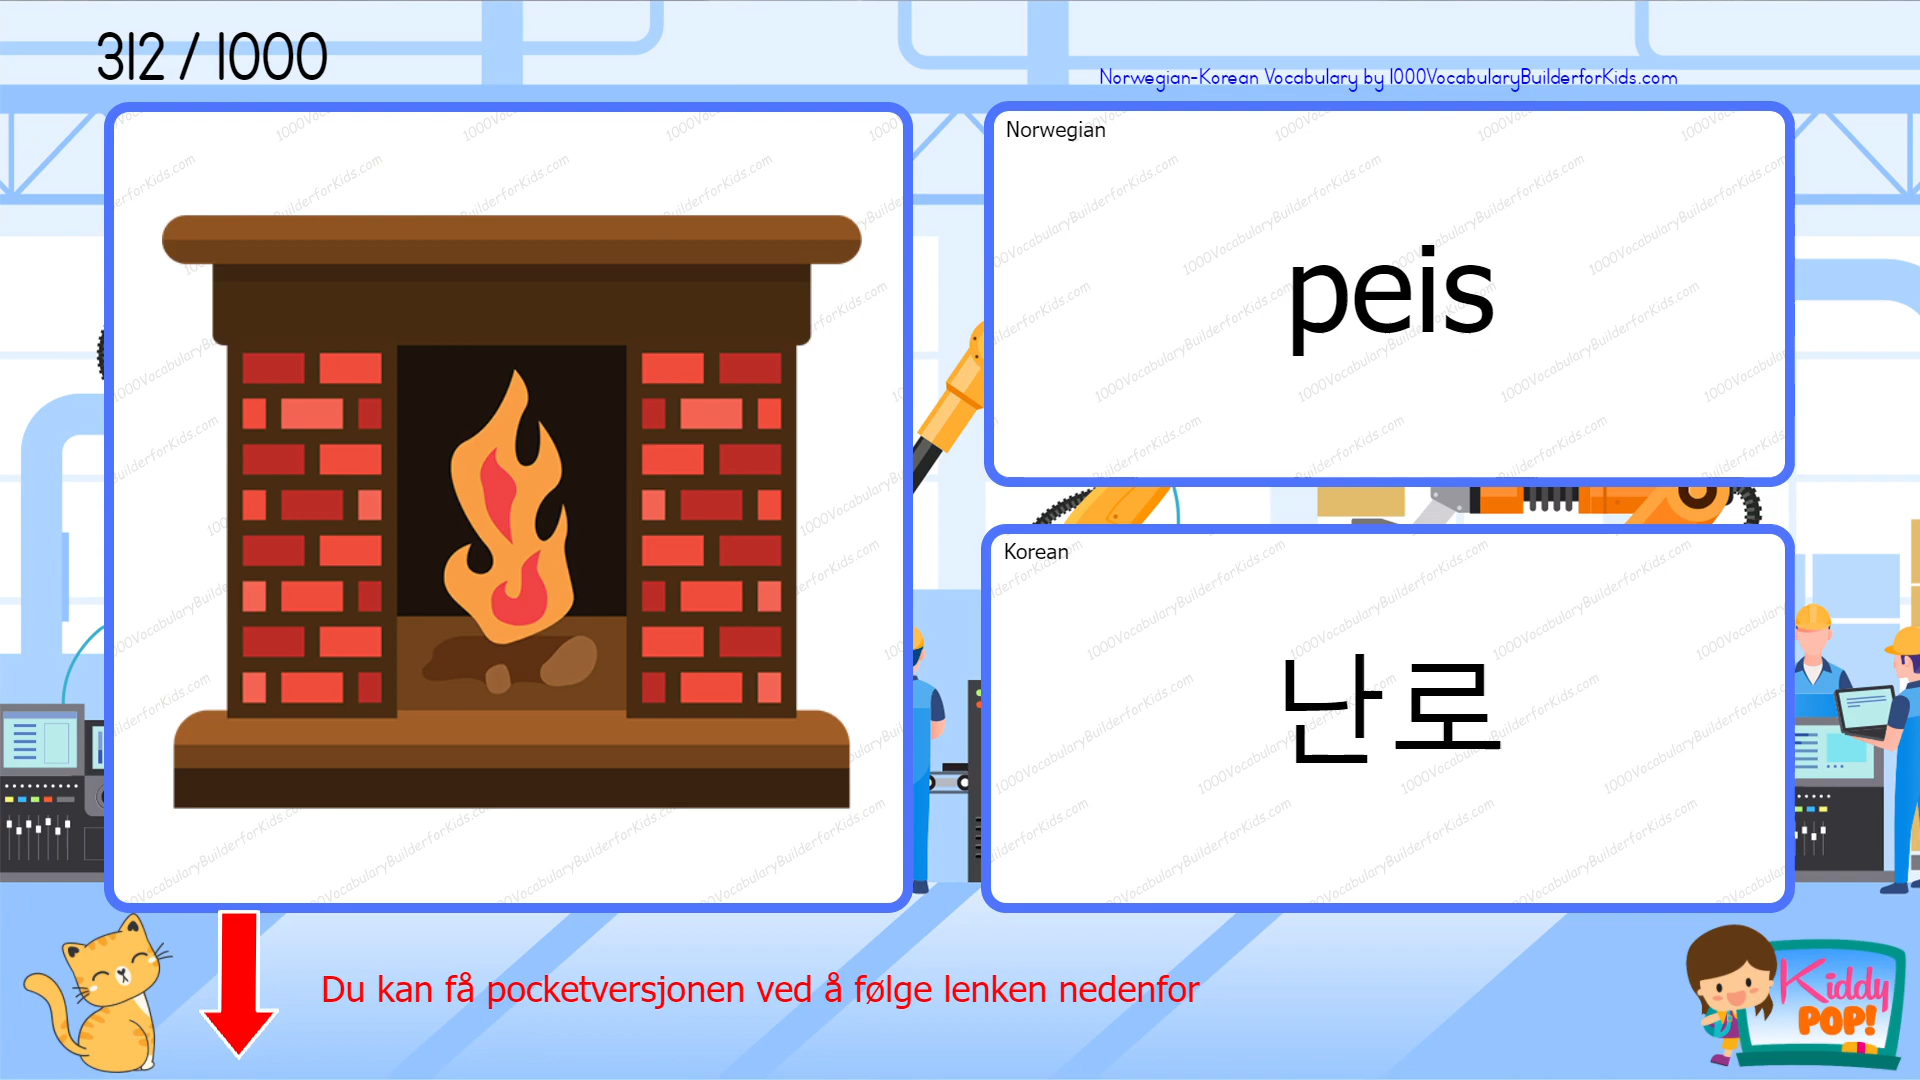 312 / 1000
Norwegian-Korean Vocabulary by 1000VocabularyBuilderforKids.com
Norwegian
peis
Korean
난로
Du kan få pocketversjonen ved å følge lenken nedenfor
Kiddy
POP!